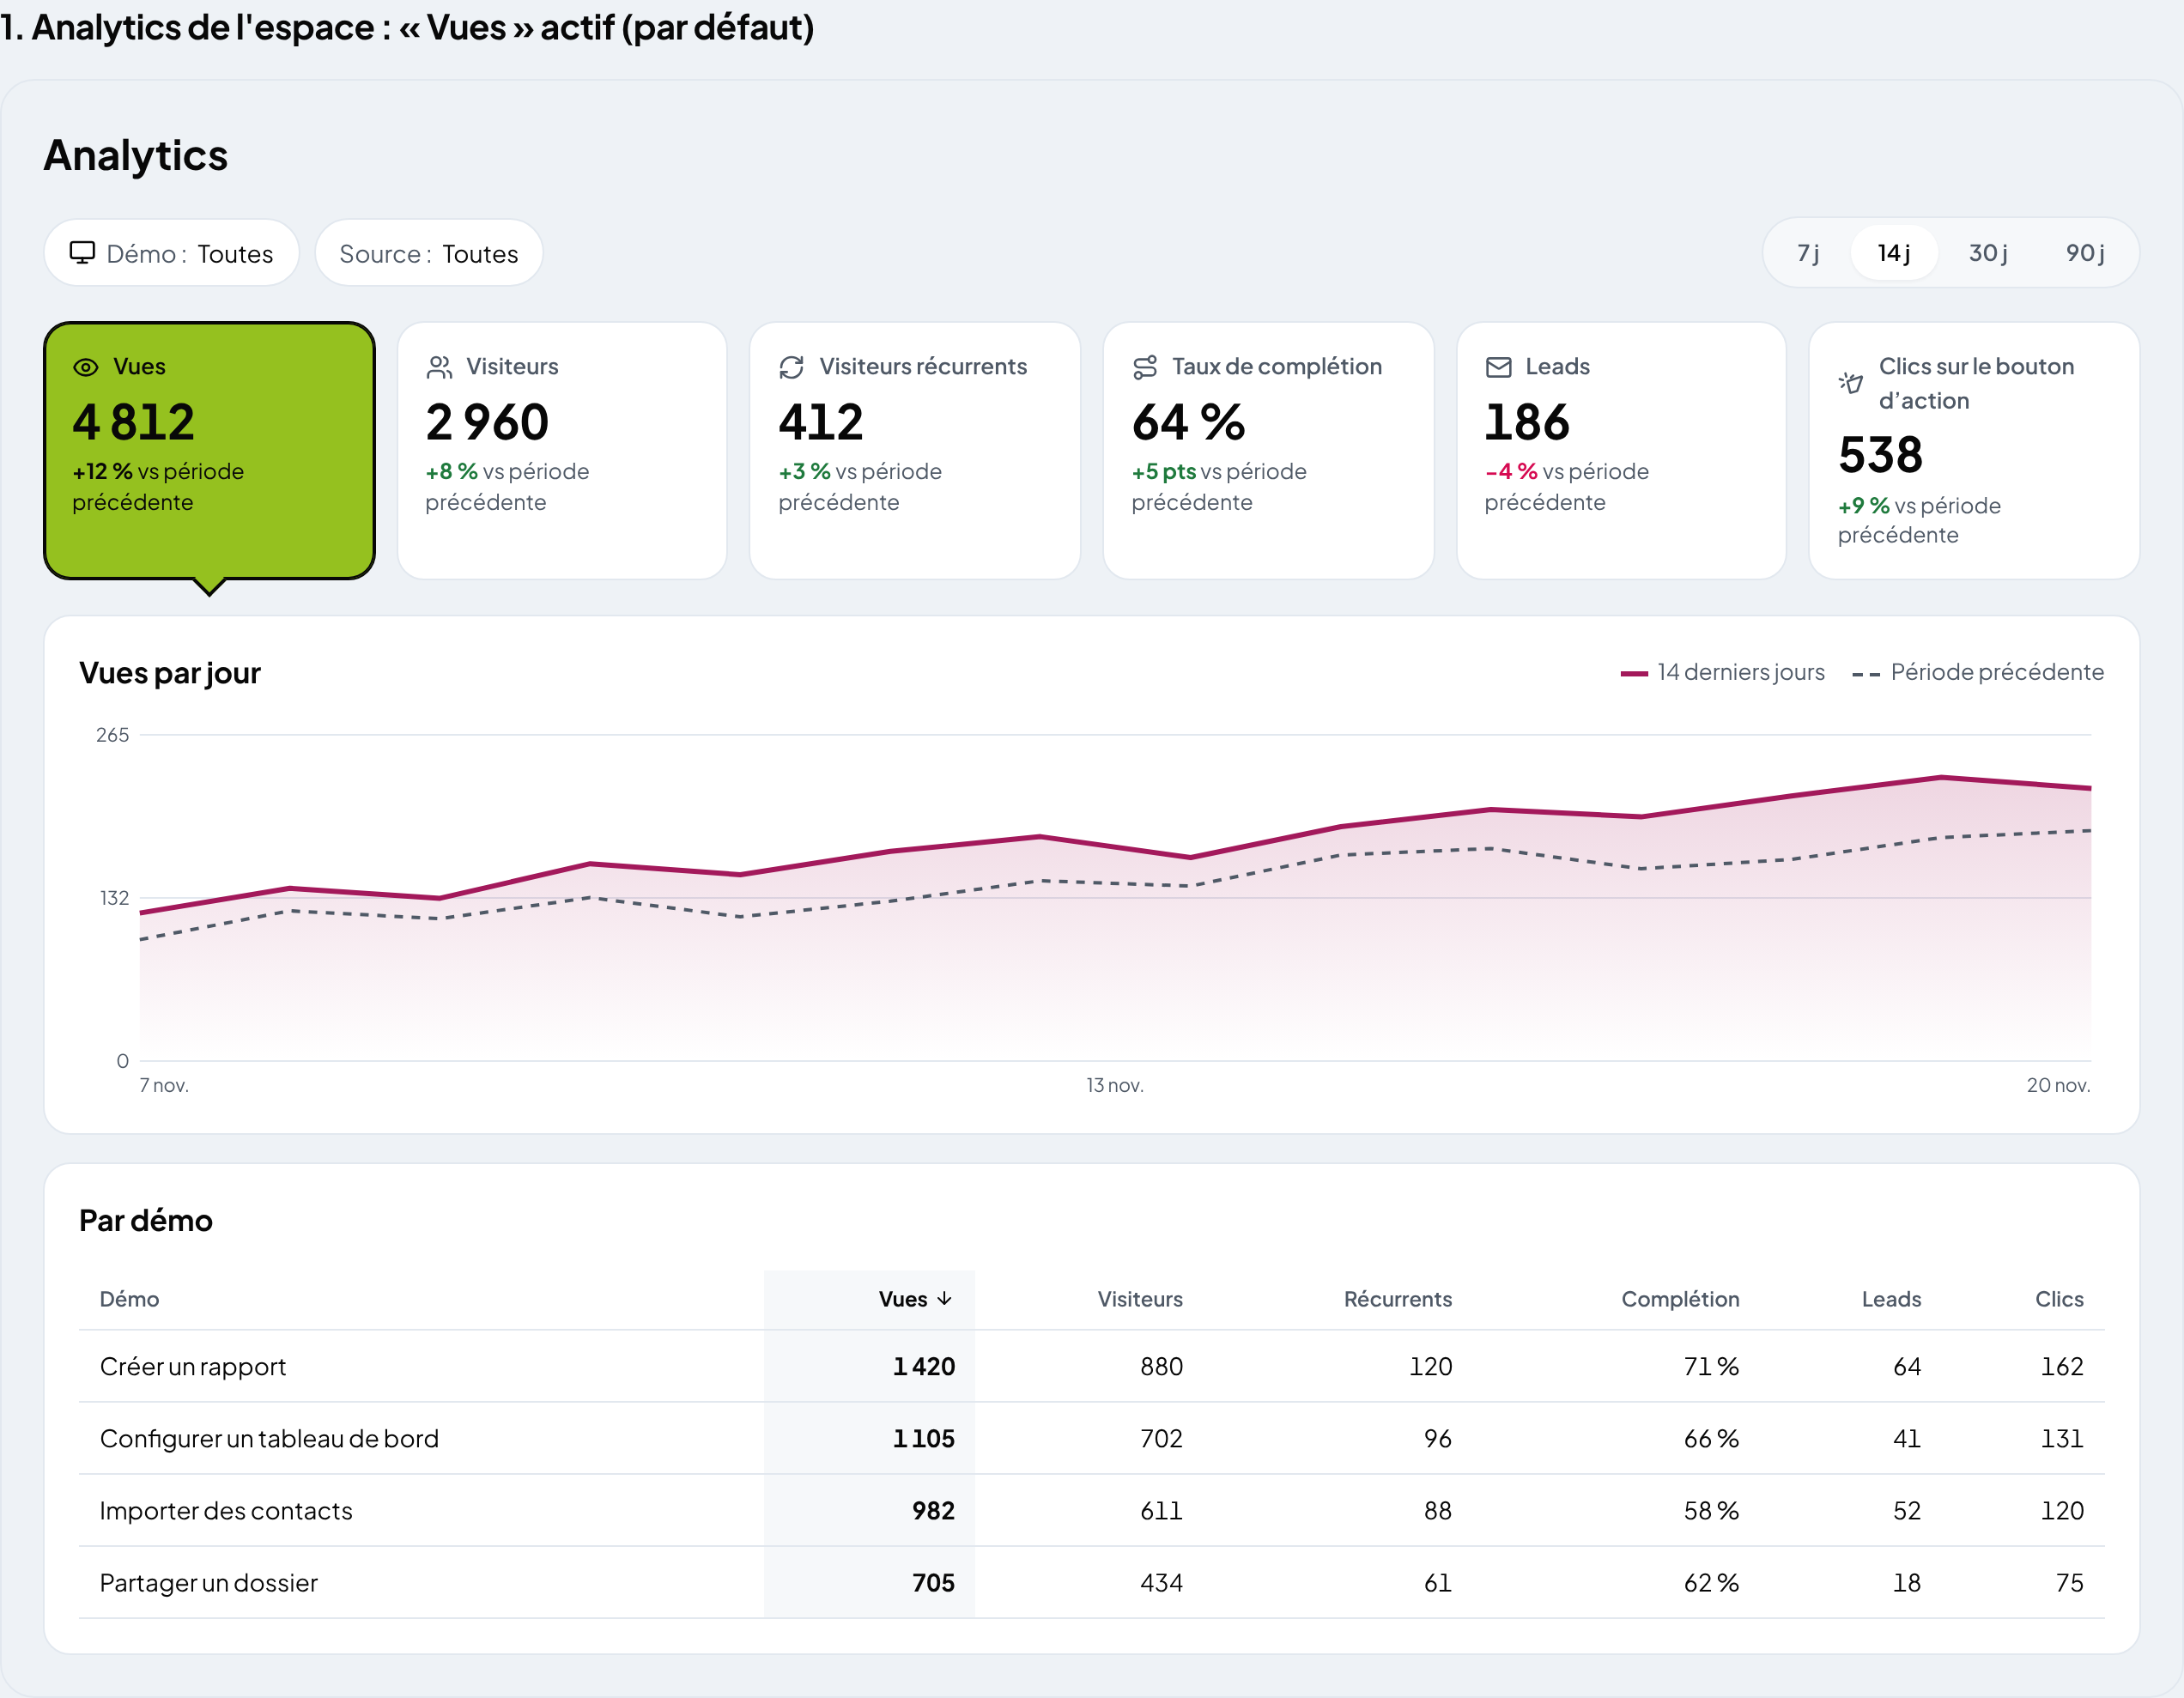 1. Analytics de l'espace : « Vues » actif (par défaut)
Analytics
Démo : Toutes
Source : Toutes
7 j
14 j
30 j
90 j
Vues
4 812
+12 % vs période
précédente
Visiteurs
2 960
+8 % vs période
précédente
Visiteurs récurrents
412
+3 % vs période
précédente
Taux de complétion
64 %
+5 pts vs période
précédente
Leads
186
−4 % vs période
précédente
Clics sur le bouton
d’action
538
+9 % vs période
précédente
Vues par jour
14 derniers jours
Période précédente
265
132
0
7 nov.
13 nov.
20 nov.
Par démo
Démo Vues ↓ Visiteurs Récurrents Complétion Leads Clics
Créer un rapport 1 420 880 120 71 % 64 162
Configurer un tableau de bord 1 105 702 96 66 % 41 131
Importer des contacts 982 611 88 58 % 52 120
Partager un dossier 705 434 61 62 % 18 75